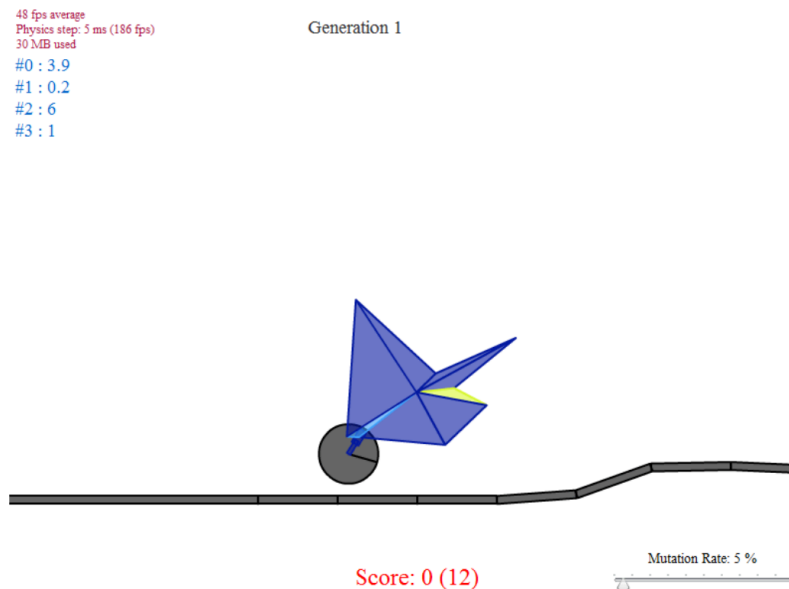 48 fps average
Physics step: 5 ms (186 fps)
30 MB used
Generation 1
#0 : 3.9
#1 : 0.2
#2 : 6
#3 : 1
Mutation Rate: 5 %
Score: 0 (12)